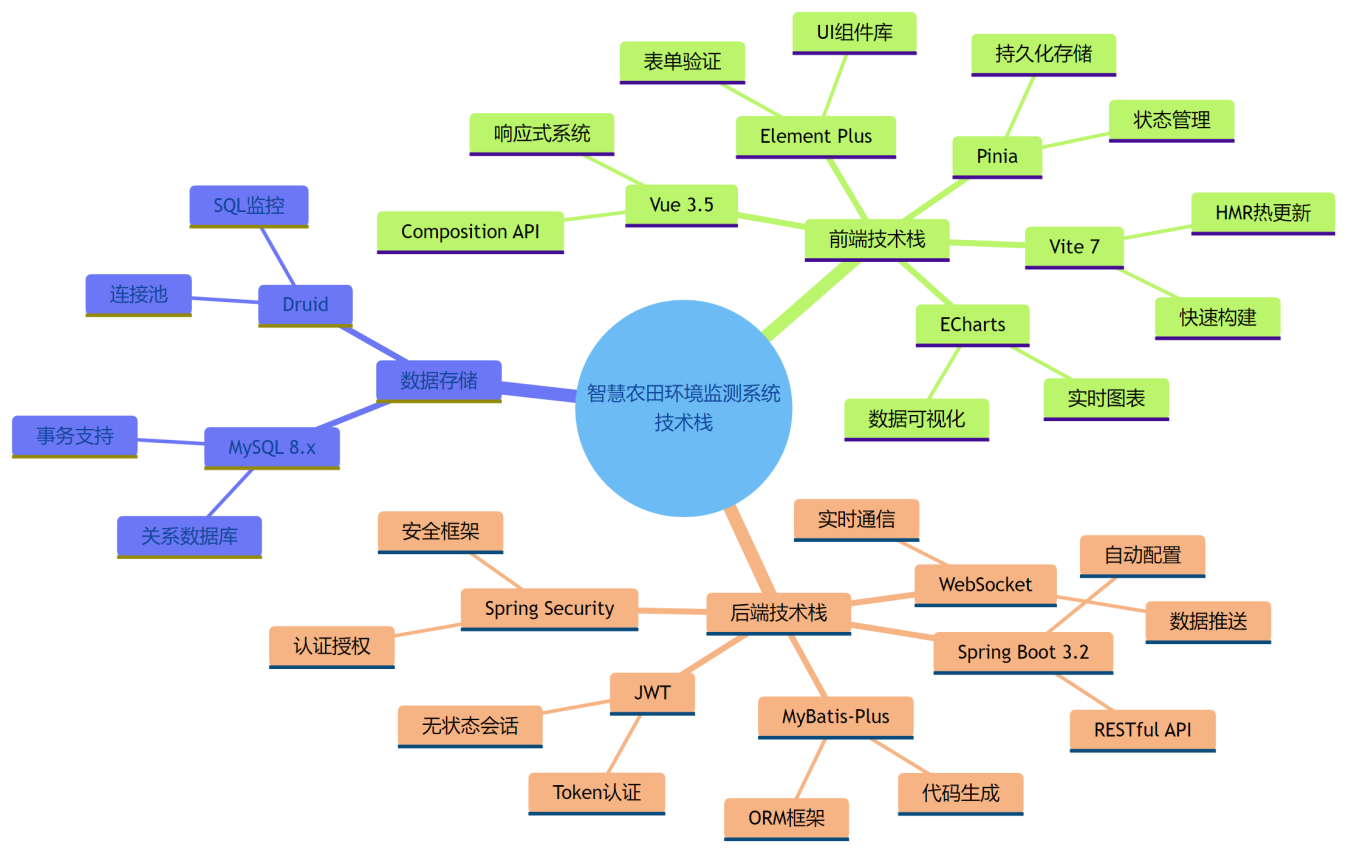 智慧农田环境监测系统
技术栈
前端技术栈
Vue 3.5
响应式系统
Composition API
Element Plus
表单验证
UI组件库
Pinia
持久化存储
状态管理
Vite 7
HMR热更新
快速构建
ECharts
数据可视化
实时图表
后端技术栈
Spring Boot 3.2
自动配置
RESTful API
WebSocket
实时通信
数据推送
Spring Security
安全框架
认证授权
JWT
无状态会话
Token认证
MyBatis-Plus
ORM框架
代码生成
数据存储
Druid
SQL监控
连接池
MySQL 8.x
事务支持
关系数据库